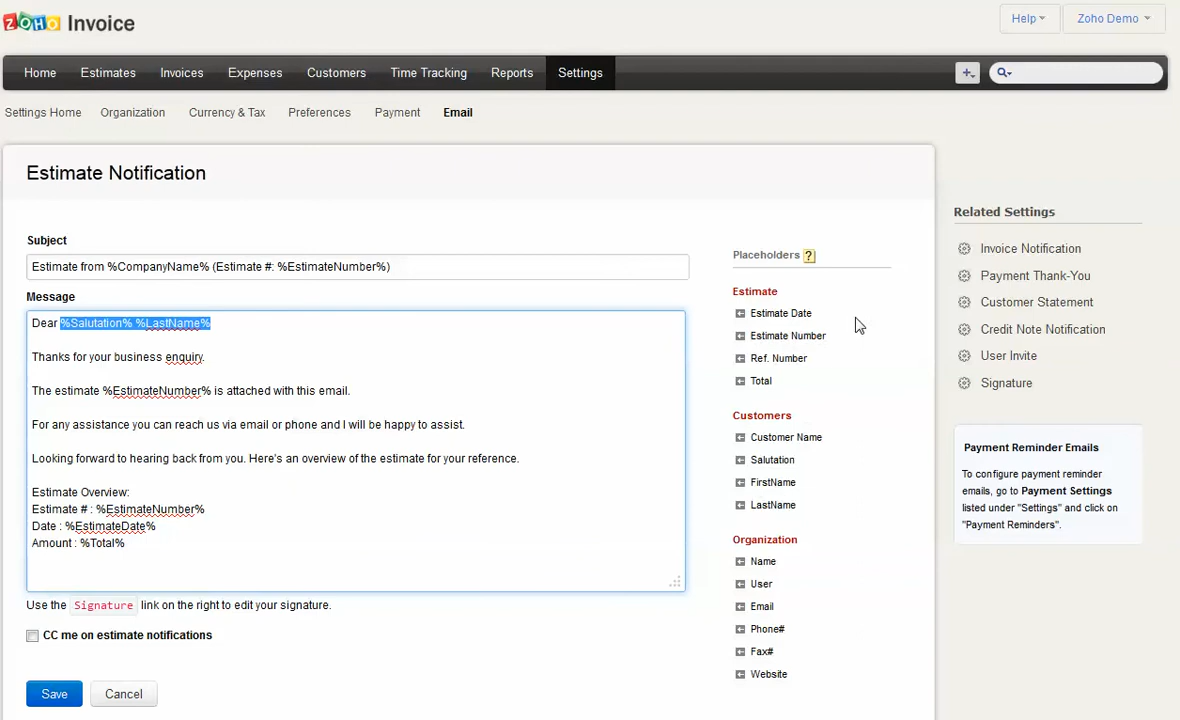 ZOHO Invoice
Help
Zoho Demo
Home Estimates Invoices Expenses Customers Time Tracking Reports Settings
Settings Home Organization Currency & Tax Preferences Payment Email
Estimate Notification
Subject
Estimate from %CompanyName% (Estimate #: %EstimateNumber%)
Message
Dear %Salutation% %LastName%
Thanks for your business enquiry.
The estimate %EstimateNumber% is attached with this email.
For any assistance you can reach us via email or phone and I will be happy to assist.
Looking forward to hearing back from you. Here's an overview of the estimate for your reference.
Estimate Overview:
Estimate # : %EstimateNumber%
Date : %EstimateDate%
Amount : %Total%
Use the Signature link on the right to edit your signature.
CC me on estimate notifications
Save Cancel
Placeholders ?
Estimate
Estimate Date
Estimate Number
Ref. Number
Total
Customers
Customer Name
Salutation
FirstName
LastName
Organization
Name
User
Email
Phone#
Fax#
Website
Related Settings
Invoice Notification
Payment Thank-You
Customer Statement
Credit Note Notification
User Invite
Signature
Payment Reminder Emails
To configure payment reminder
emails, go to Payment Settings
listed under "Settings" and click on
"Payment Reminders".